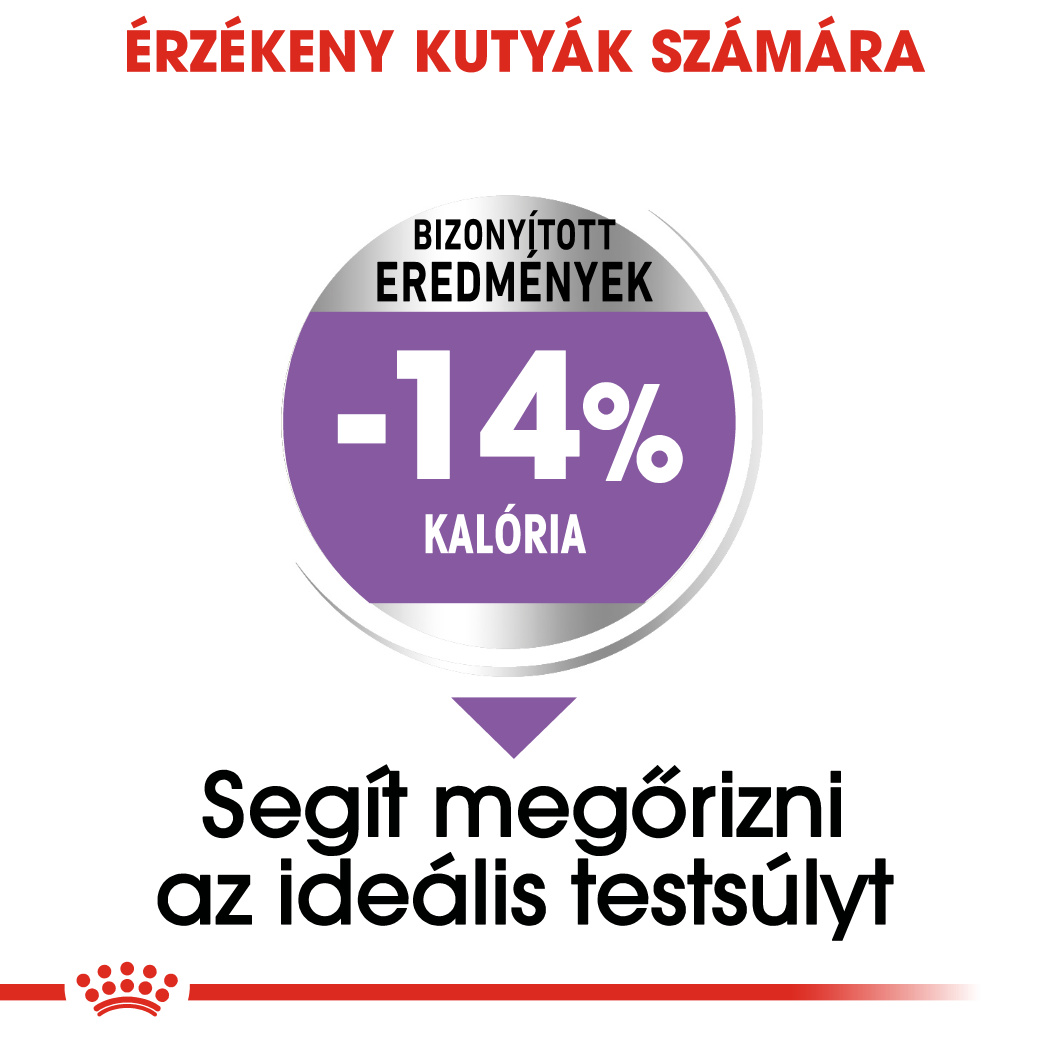 ÉRZÉKENY KUTYÁK SZÁMÁRA
BIZONYÍTOTT
EREDMÉNYEK
-14%
KALÓRIA
Segít megőrizni
az ideális testsúlyt